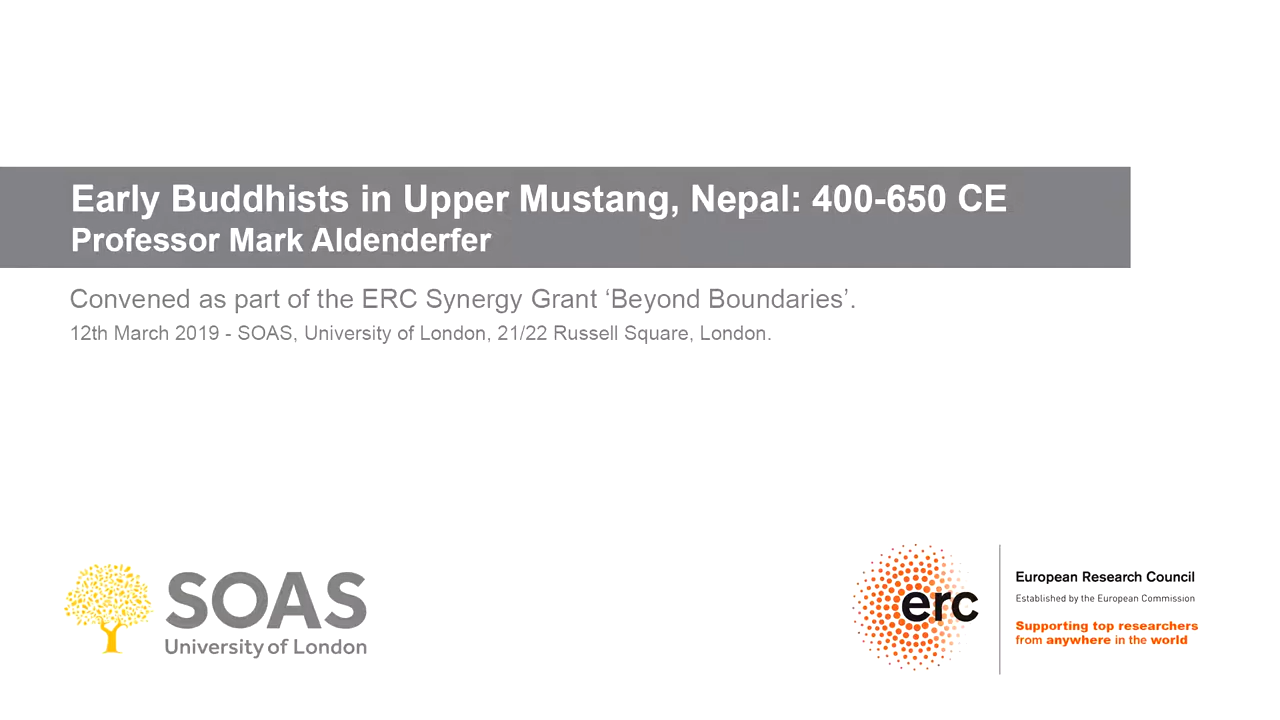 Early Buddhists in Upper Mustang, Nepal: 400-650 CE
Professor Mark Aldenderfer
Convened as part of the ERC Synergy Grant ‘Beyond Boundaries’.
12th March 2019 - SOAS, University of London, 21/22 Russell Square, London.
SOAS
University of London
erc
European Research Council
Established by the European Commission
Supporting top researchers
from anywhere in the world